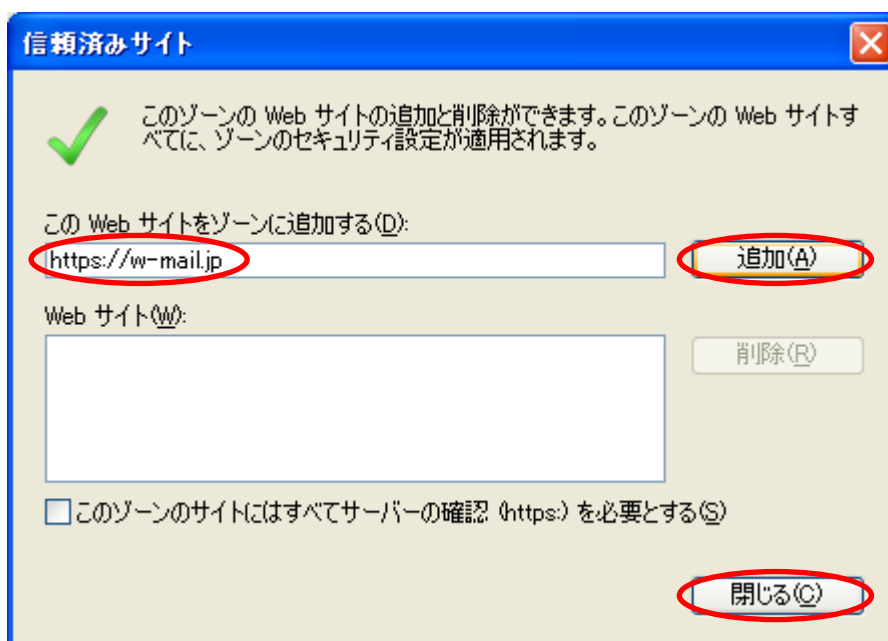 信頼済みサイト
このゾーンの Web サイトの追加と削除ができます。このゾーンの Web サイトす
べてに、ゾーンのセキュリティ設定が適用されます。
この Web サイトをゾーンに追加する(D):
https://w-mail.jp
追加(A)
Web サイト(W):
削除(R)
このゾーンのサイトにはすべてサーバーの確認 (https:) を必要とする(S)
閉じる(C)